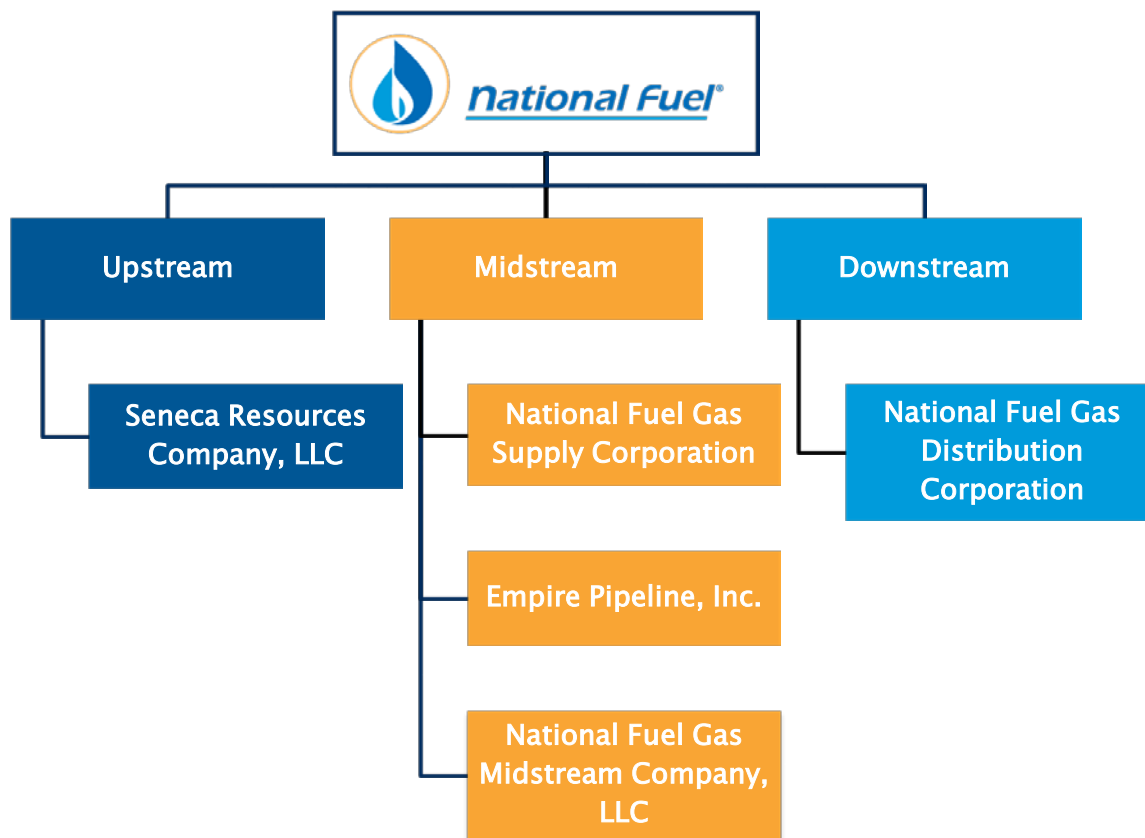 National Fuel®
Upstream
Midstream
Downstream
Seneca Resources
Company, LLC
National Fuel Gas
Supply Corporation
National Fuel Gas
Distribution
Corporation
Empire Pipeline, Inc.
National Fuel Gas
Midstream Company,
LLC